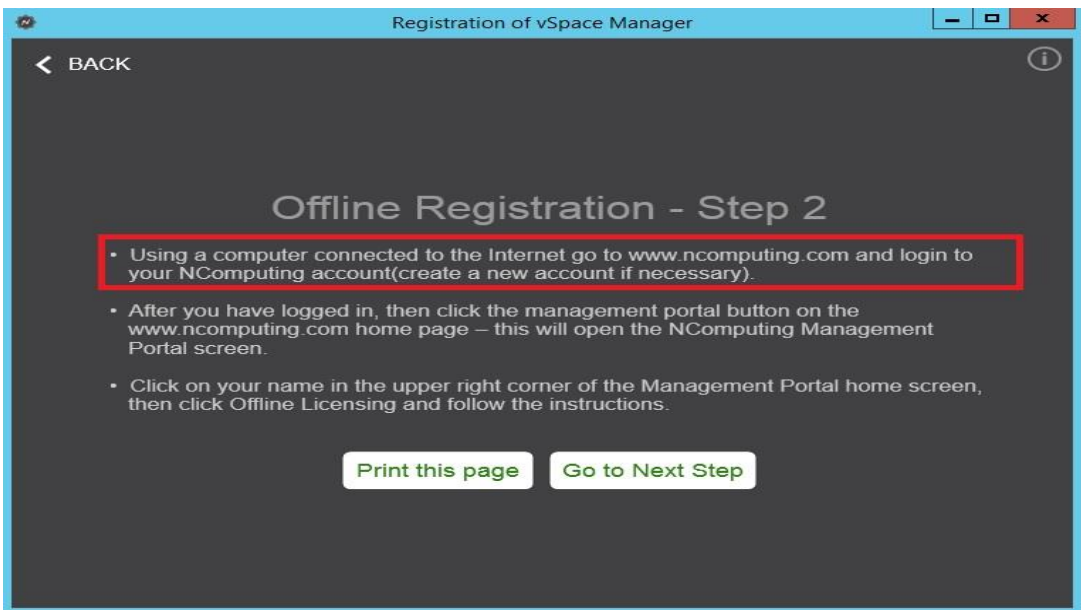 Registration of vSpace Manager
BACK
Offline Registration - Step 2
• Using a computer connected to the Internet go to www.ncomputing.com and login to
your NComputing account(create a new account if necessary).
• After you have logged in, then click the management portal button on the
www.ncomputing.com home page – this will open the NComputing Management
Portal screen.
• Click on your name in the upper right corner of the Management Portal home screen,
then click Offline Licensing and follow the instructions.
Print this page
Go to Next Step